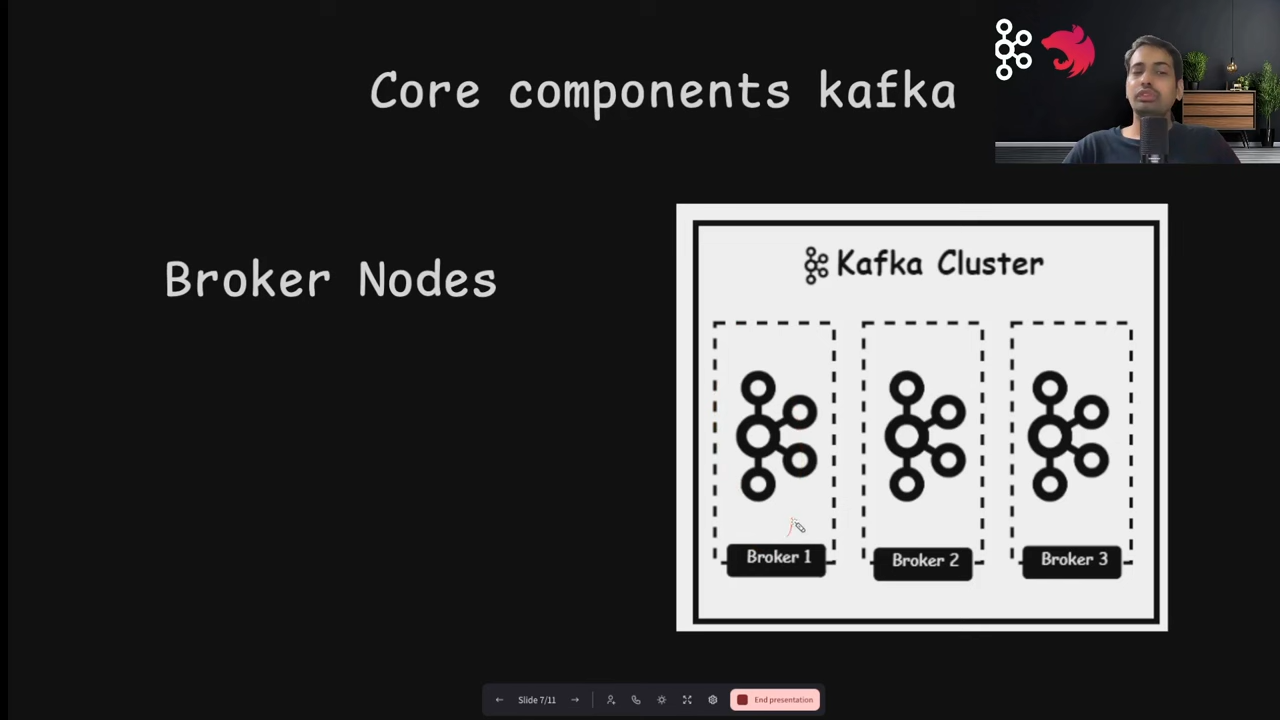 Core components kafka
Broker Nodes
Kafka Cluster
Broker 1
Broker 2
Broker 3
Slide 7/11
End presentation